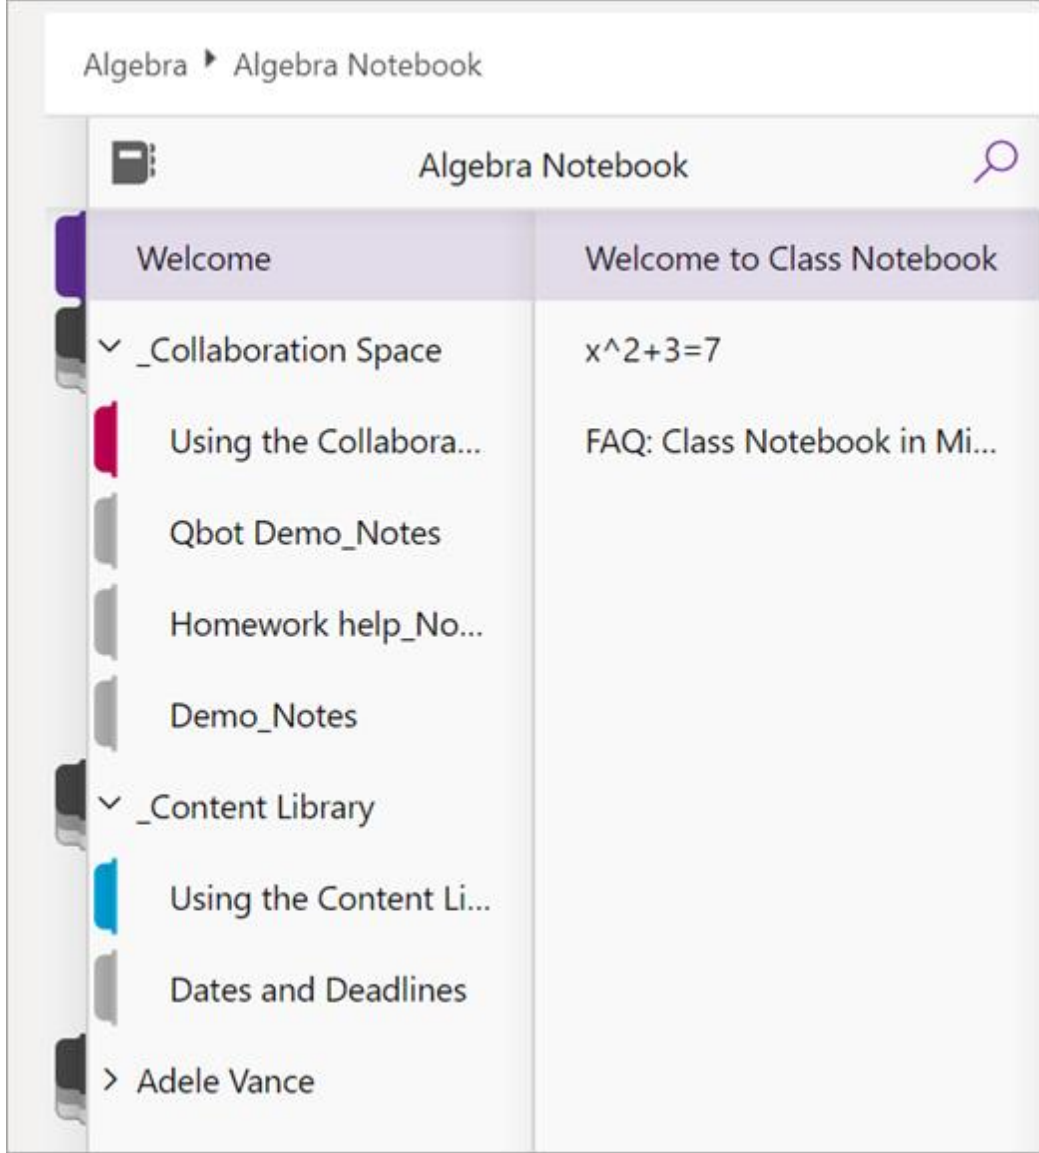 Algebra Algebra Notebook
Algebra Notebook
Welcome
_Collaboration Space
Using the Collabora...
Qbot Demo_Notes
Homework help_No...
Demo_Notes
_Content Library
Using the Content Li...
Dates and Deadlines
Adele Vance
Welcome to Class Notebook
x^2+3=7
FAQ: Class Notebook in Mi...